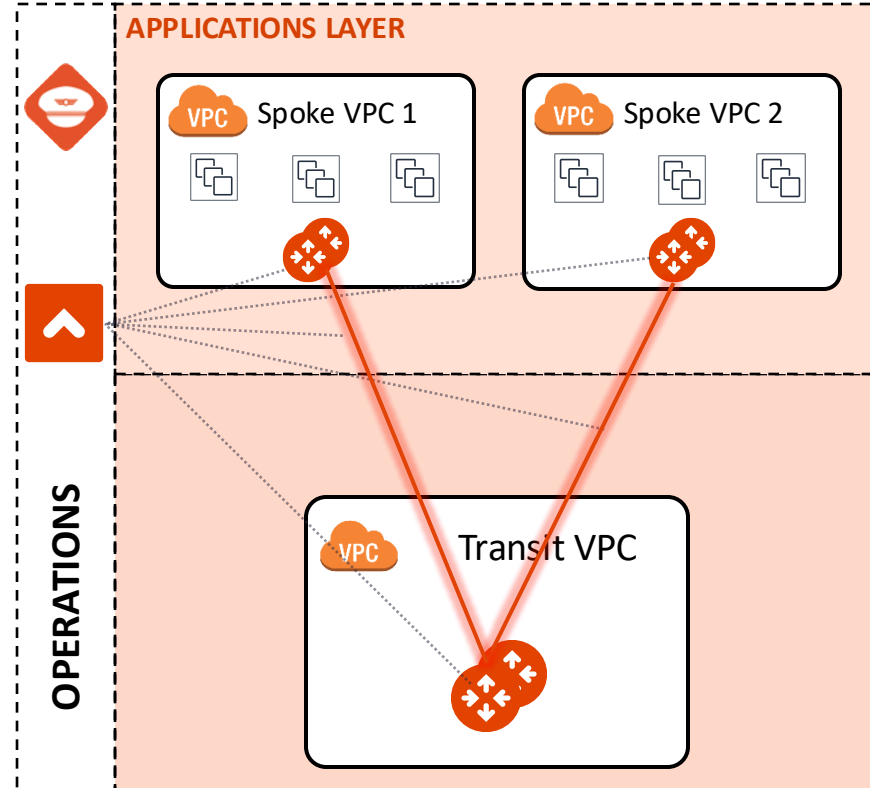 APPLICATIONS LAYER
VPC Spoke VPC 1
VPC Spoke VPC 2
OPERATIONS
VPC Transit VPC